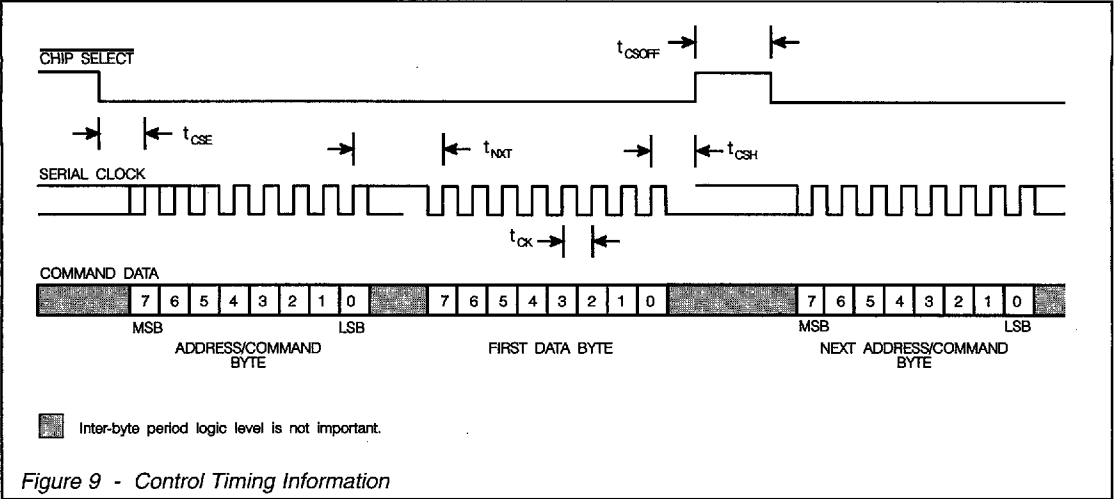 t_CSOFF
CHIP SELECT
t_CSE
t_NXT
t_CSH
SERIAL CLOCK
t_CK
COMMAND DATA
7 6 5 4 3 2 1 0 7 6 5 4 3 2 1 0 7 6 5 4 3 2 1 0
MSB LSB MSB LSB
ADDRESS/COMMAND
BYTE
FIRST DATA BYTE
NEXT ADDRESS/COMMAND
BYTE
Inter-byte period logic level is not important.
Figure 9 - Control Timing Information